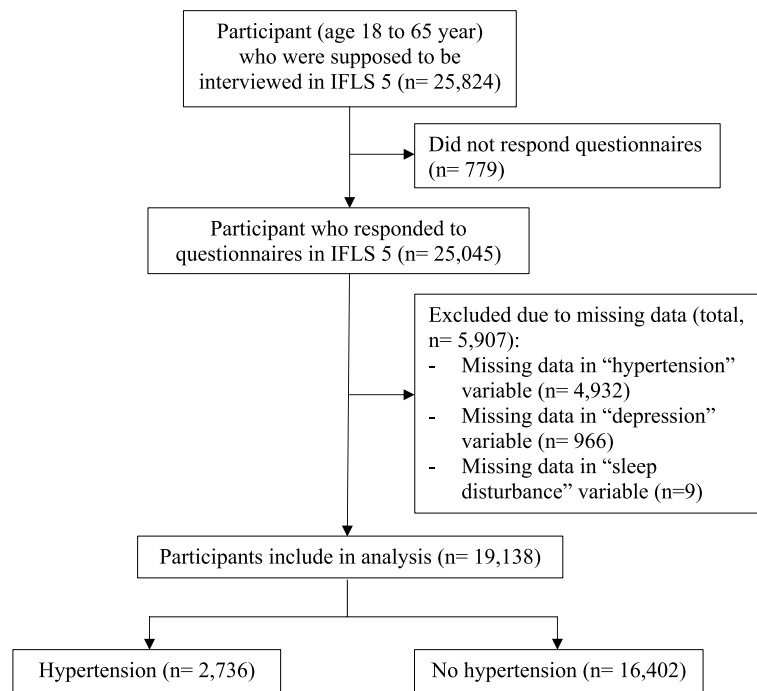 Participant (age 18 to 65 year)
who were supposed to be
interviewed in IFLS 5 (n= 25,824)
Did not respond questionnaires
(n= 779)
Participant who responded to
questionnaires in IFLS 5 (n= 25,045)
Excluded due to missing data (total,
n= 5,907):
- Missing data in “hypertension”
variable (n= 4,932)
- Missing data in “depression”
variable (n= 966)
- Missing data in “sleep
disturbance” variable (n=9)
Participants include in analysis (n= 19,138)
Hypertension (n= 2,736)
No hypertension (n= 16,402)